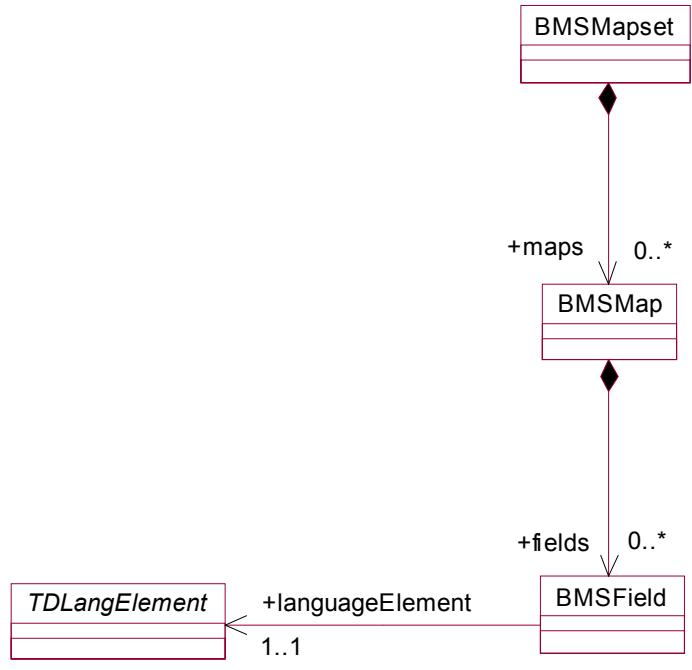 BMSMapset
+maps
0..*
BMSMap
+fields
0..*
TDLangElement
+languageElement
BMSField
1..1